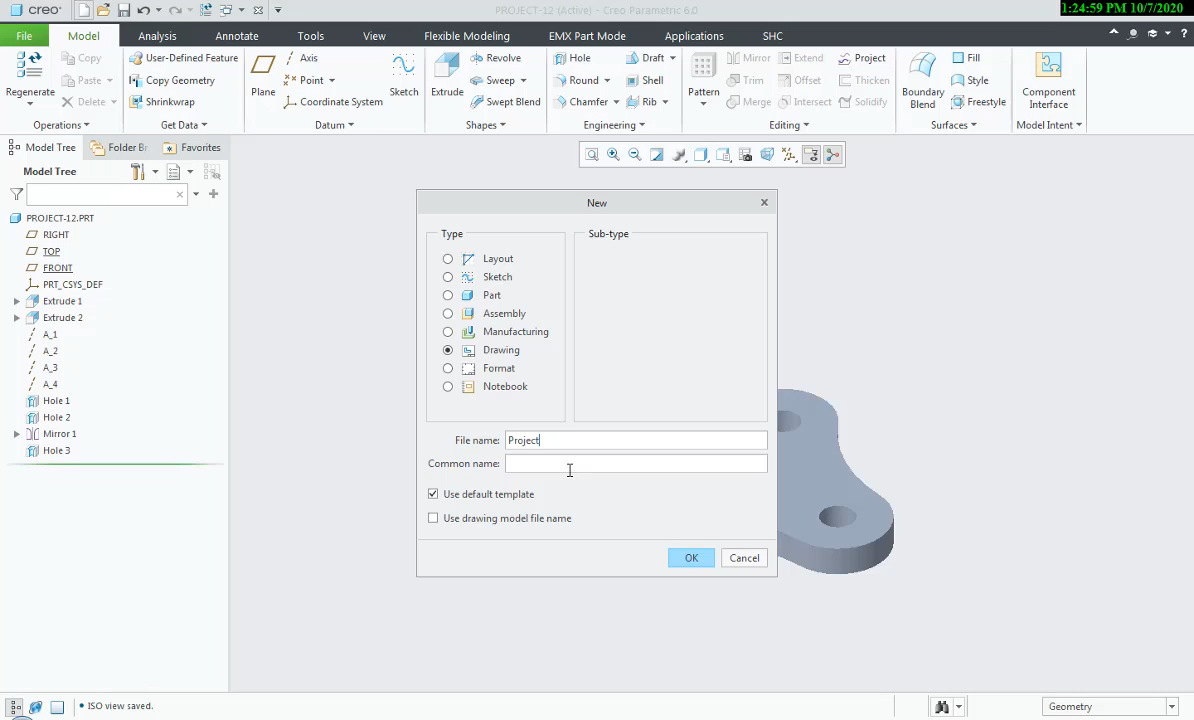 creo
PROJECT-12 (Active) - Creo Parametric 6.0
1:24:59 PM 10/7/2020
File Model Analysis Annotate Tools View Flexible Modeling EMX Part Mode Applications SHC
Regenerate
Copy
Paste
Delete
Operations
User-Defined Feature
Copy Geometry
Shrinkwrap
Get Data
Plane
Axis
Point
Coordinate System
Sketch
Datum
Extrude
Revolve
Sweep
Swept Blend
Shapes
Hole
Round
Chamfer
Draft
Shell
Rib
Engineering
Pattern
Mirror
Trim
Merge
Extend
Offset
Intersect
Project
Thicken
Solidify
Editing
Boundary Blend
Fill
Style
Freestyle
Surfaces
Component Interface
Model Intent
Model Tree Folder Br Favorites
Model Tree
PROJECT-12.PRT
RIGHT
TOP
FRONT
PRT_CSYS_DEF
Extrude 1
Extrude 2
A_1
A_2
A_3
A_4
Hole 1
Hole 2
Mirror 1
Hole 3
New
Type
Layout
Sketch
Part
Assembly
Manufacturing
Drawing
Format
Notebook
Sub-type
File name: Project
Common name:
Use default template
Use drawing model file name
OK Cancel
• ISO view saved.
Geometry